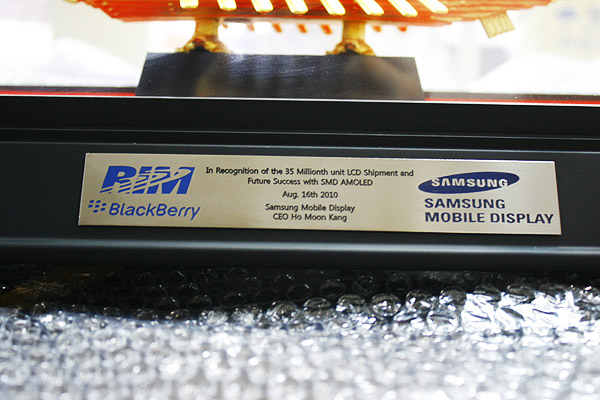 RIM
BlackBerry
In Recognition of the 35 Millionth unit LCD Shipment and
Future Success with SMD AMOLED
Aug. 16th 2010
Samsung Mobile Display
CEO Ho Moon Kang
SAMSUNG
SAMSUNG
MOBILE DISPLAY